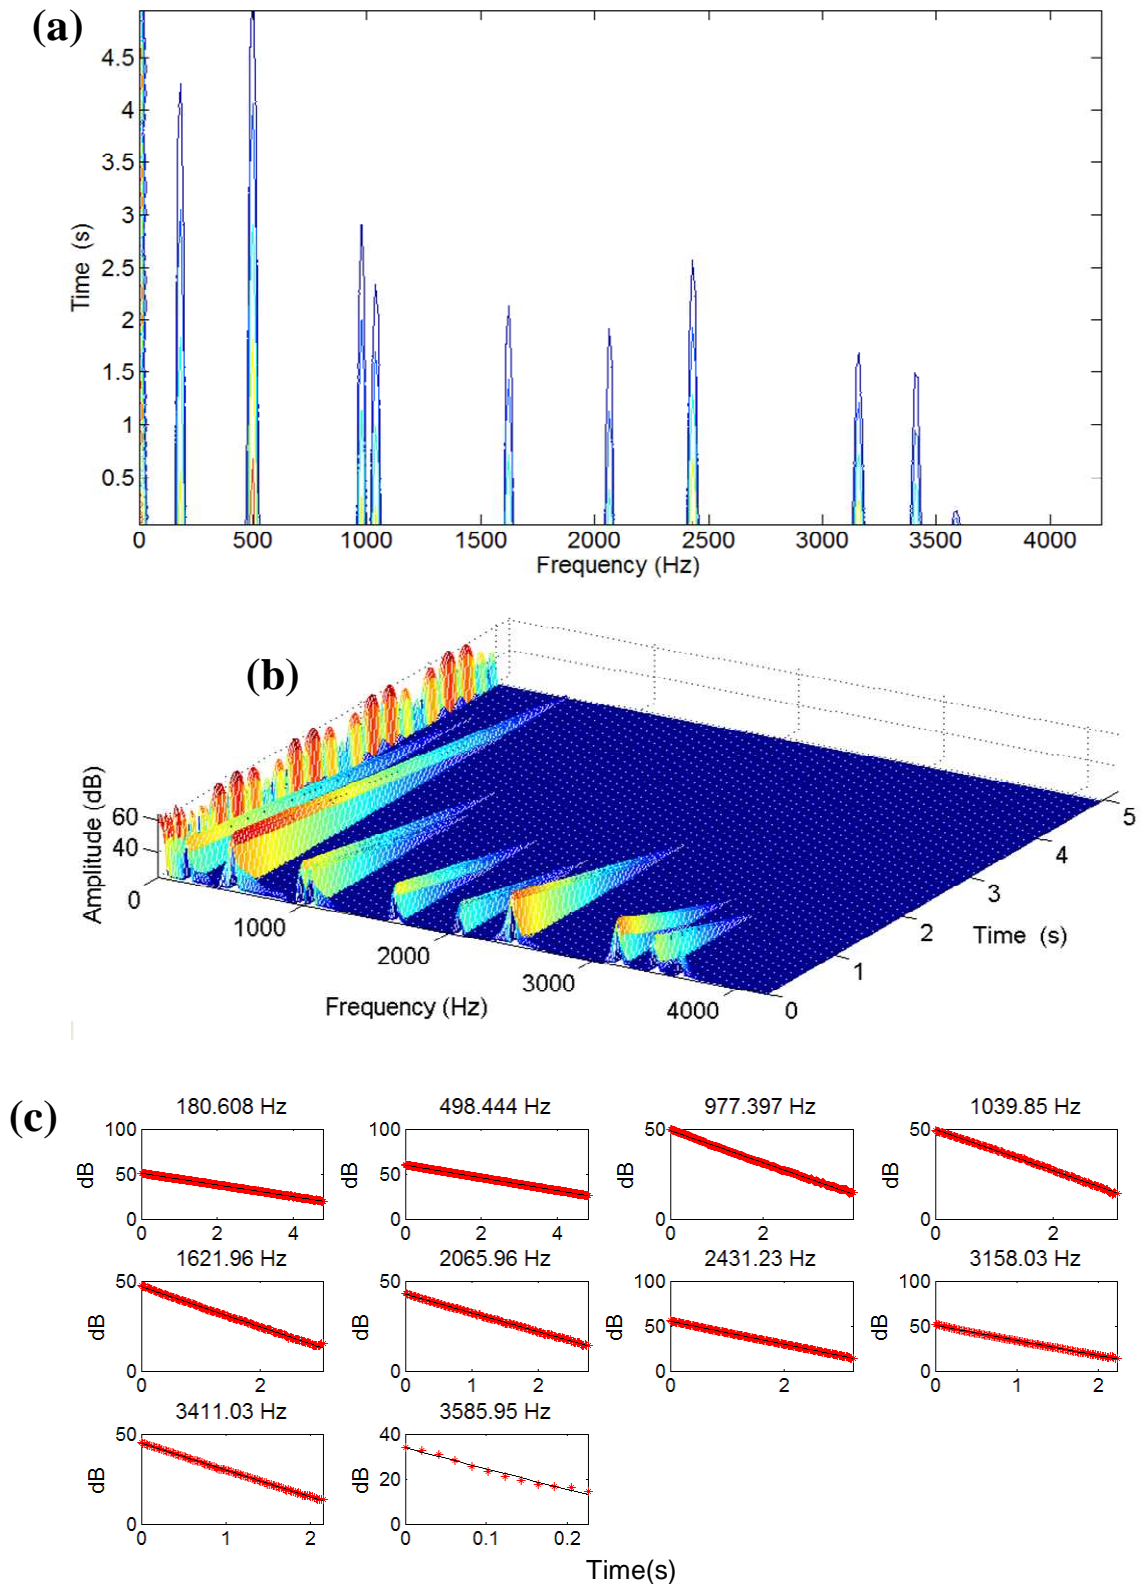 (a)
4.5
4
3.5
3
2.5
2
1.5
1
0.5
Time (s)
0 500 1000 1500 2000 2500 3000 3500 4000
Frequency (Hz)
(b)
Amplitude (dB)
60
40
0
1000
2000
3000
4000
Frequency (Hz)
0
1
2
3
4
5
Time (s)
(c)
180.608 Hz 498.444 Hz 977.397 Hz 1039.85 Hz
dB 100 50 0 dB 100 50 0 dB 50 0 dB 50 0
0 2 4 0 2 4 0 2 0 2
1621.96 Hz 2065.96 Hz 2431.23 Hz 3158.03 Hz
dB 50 0 dB 50 0 dB 100 50 0 dB 100 50 0
0 2 0 1 2 0 2 0 1 2
3411.03 Hz 3585.95 Hz
dB 50 0 dB 40 20 0
0 1 2 0 0.1 0.2
Time(s)